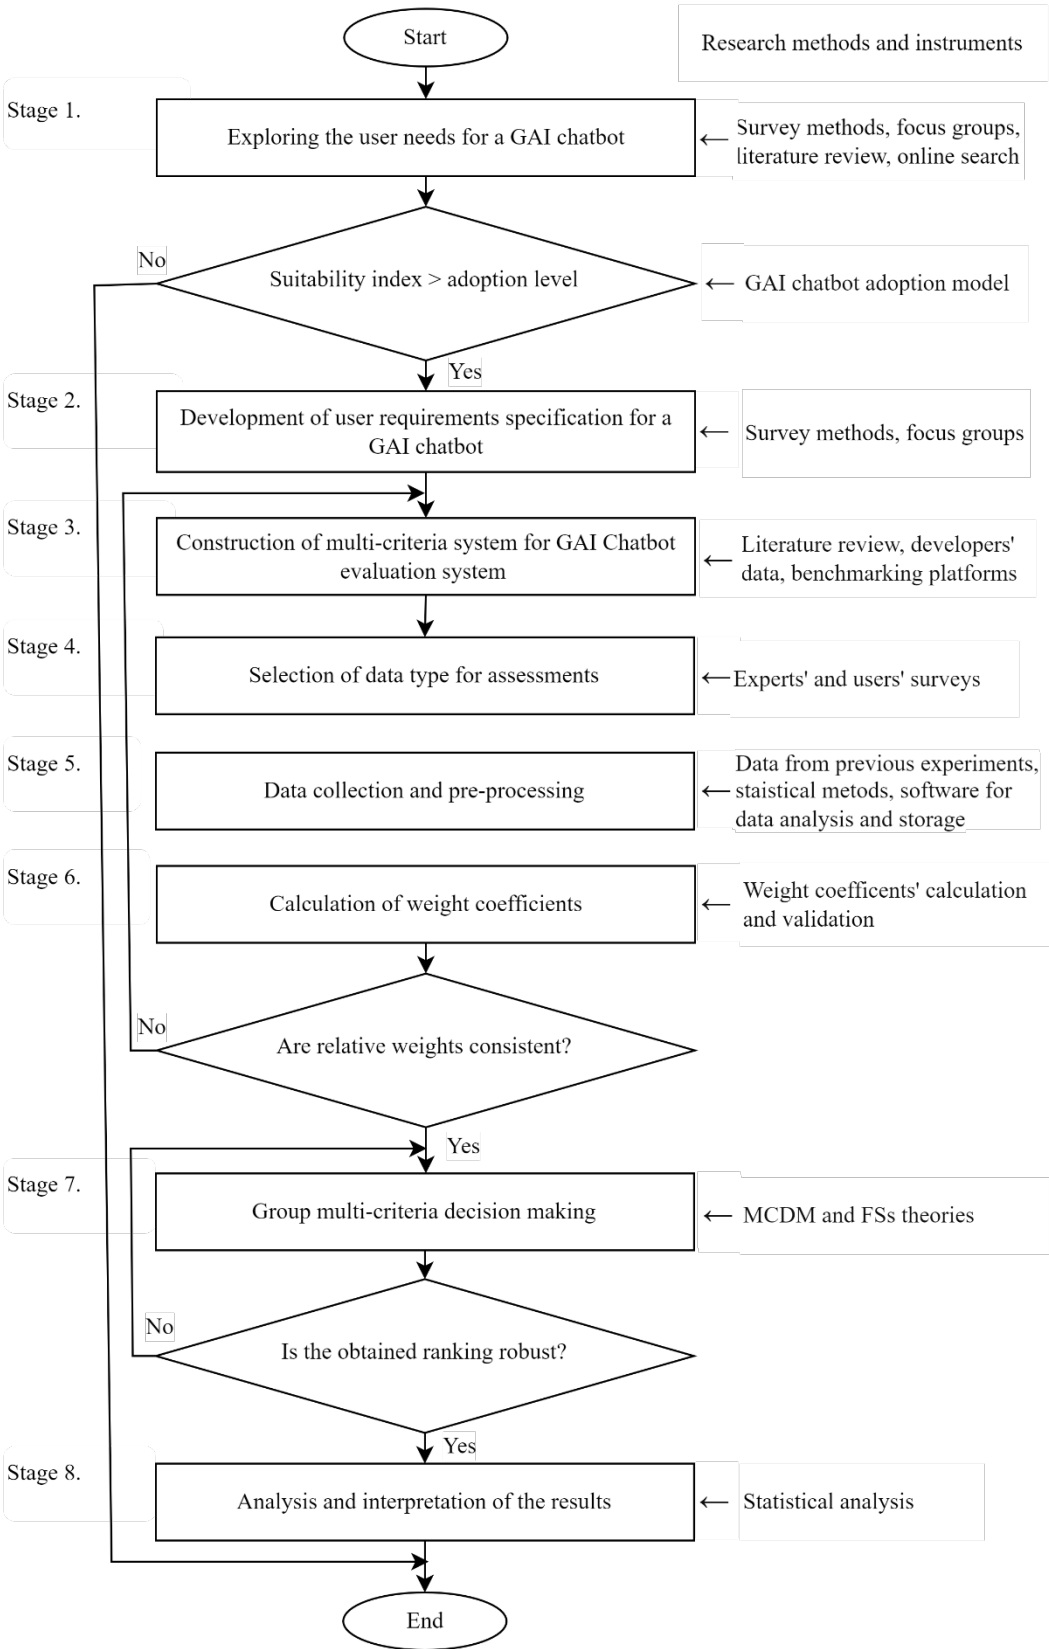 Start
Research methods and instruments
Stage 1.
Exploring the user needs for a GAI chatbot
Survey methods, focus groups,
literature review, online search
No
Suitability index > adoption level
GAI chatbot adoption model
Yes
Stage 2.
Development of user requirements specification for a
GAI chatbot
Survey methods, focus groups
Stage 3.
Construction of multi-criteria system for GAI Chatbot
evaluation system
Literature review, developers'
data, benchmarking platforms
Stage 4.
Selection of data type for assessments
Experts' and users' surveys
Stage 5.
Data collection and pre-processing
Data from previous experiments,
staistical metods, software for
data analysis and storage
Stage 6.
Calculation of weight coefficients
Weight coefficents' calculation
and validation
No
Are relative weights consistent?
Yes
Stage 7.
Group multi-criteria decision making
MCDM and FSs theories
No
Is the obtained ranking robust?
Yes
Stage 8.
Analysis and interpretation of the results
Statistical analysis
End